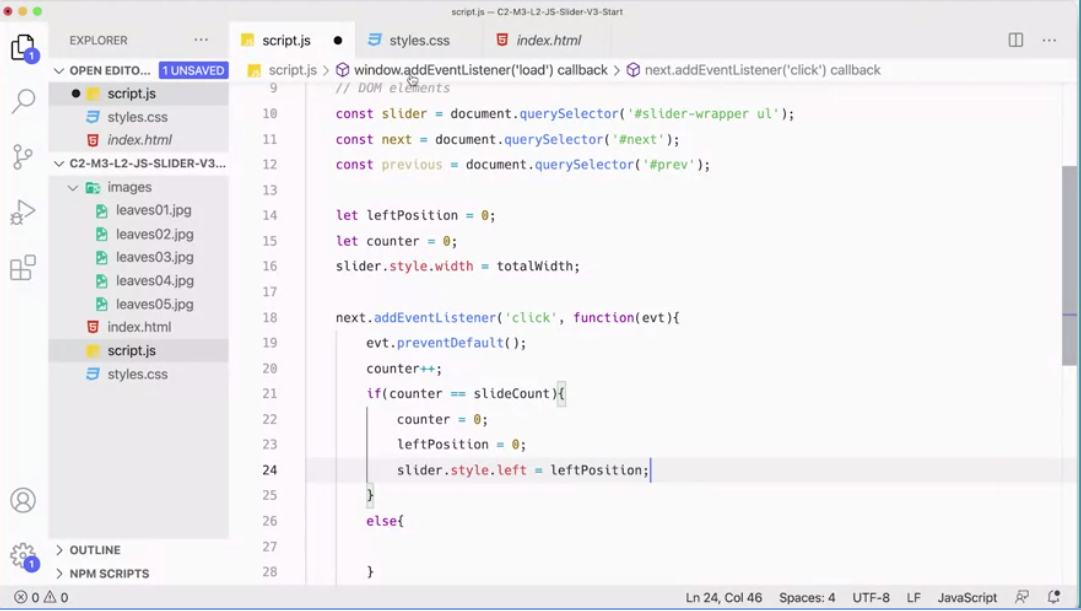 script.js — C2-M3-L2-JS-Slider-V3-Start
EXPLORER
script.js
styles.css
index.html
OPEN EDITO... 1 UNSAVED
script.js > window.addEventListener('load') callback > next.addEventListener('click') callback
script.js
styles.css
index.html
C2-M3-L2-JS-SLIDER-V3...
images
leaves01.jpg
leaves02.jpg
leaves03.jpg
leaves04.jpg
leaves05.jpg
index.html
script.js
styles.css
OUTLINE
NPM SCRIPTS
1
1
9 // DOM elements
10 const slider = document.querySelector('#slider-wrapper ul');
11 const next = document.querySelector('#next');
12 const previous = document.querySelector('#prev');
13
14 let leftPosition = 0;
15 let counter = 0;
16 slider.style.width = totalWidth;
17
18 next.addEventListener('click', function(evt){
19 evt.preventDefault();
20 counter++;
21 if(counter == slideCount){
22 counter = 0;
23 leftPosition = 0;
24 slider.style.left = leftPosition;
25 }
26 else{
27
28 }
0 0
Ln 24, Col 46 Spaces: 4 UTF-8 LF JavaScript